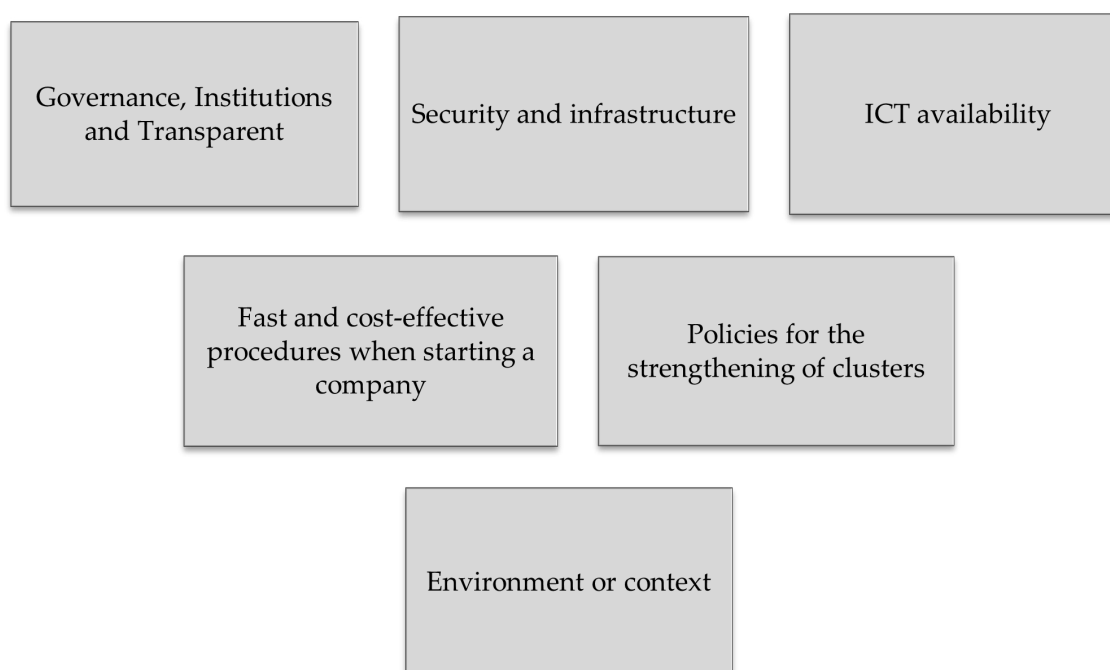 Governance, Institutions
and Transparent
Security and infrastructure
ICT availability
Fast and cost-effective
procedures when starting a
company
Policies for the
strengthening of clusters
Environment or context